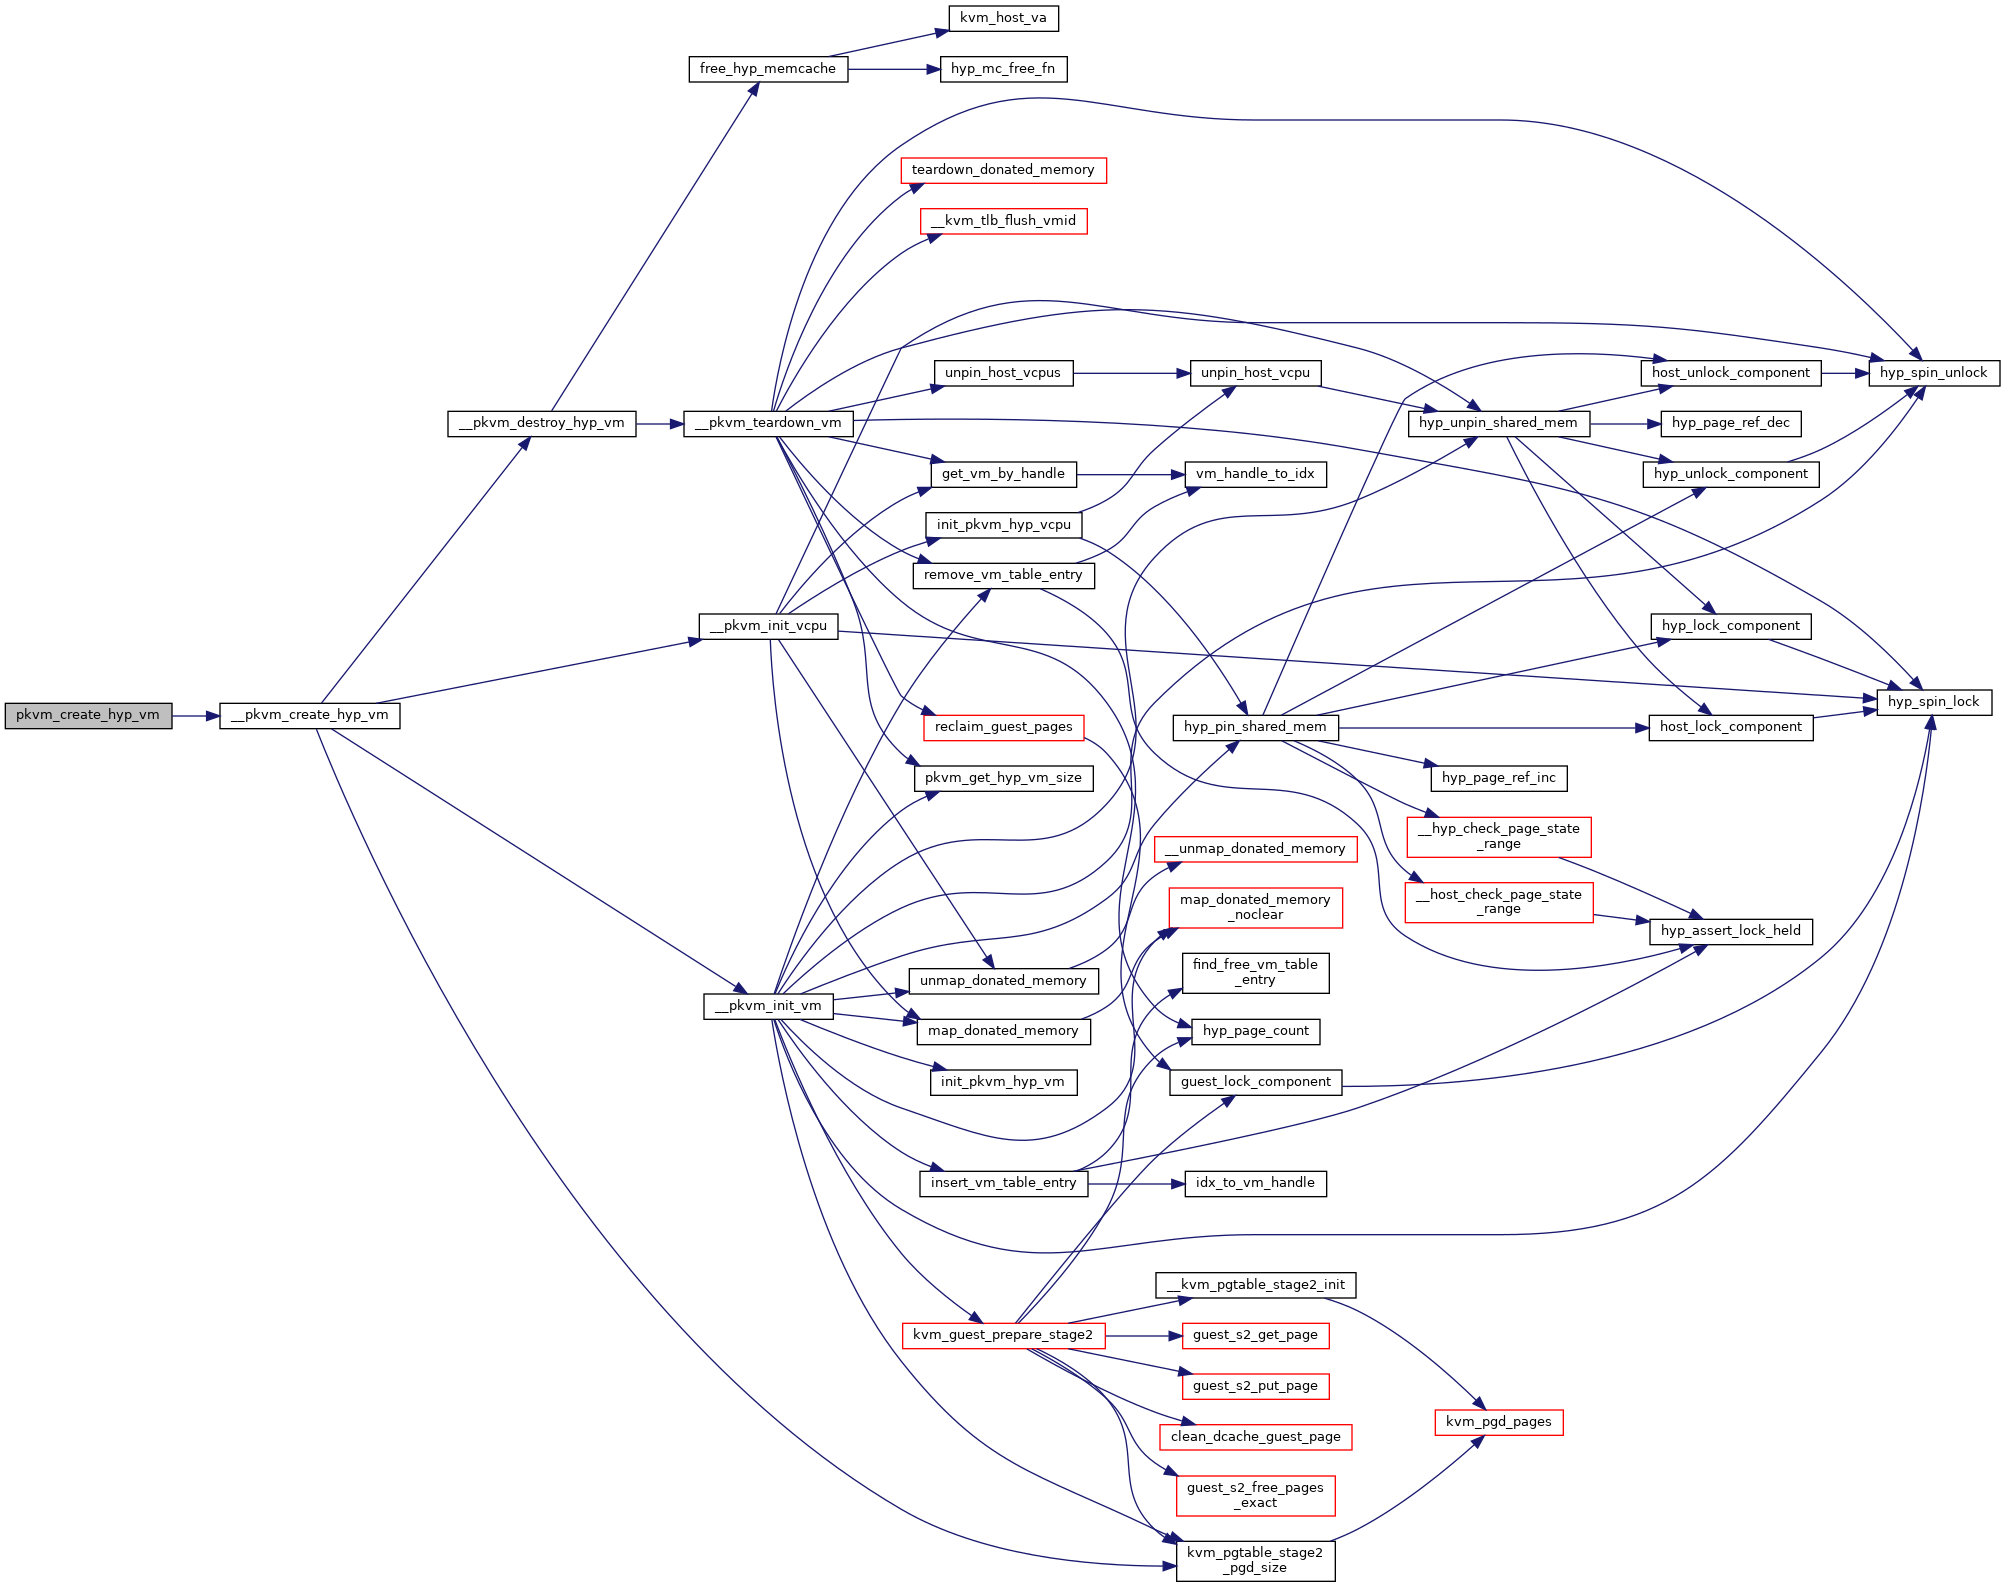 kvm_host_va
free_hyp_memcache
hyp_mc_free_fn
teardown_donated_memory
__kvm_tlb_flush_vmid
unpin_host_vcpus
unpin_host_vcpu
host_unlock_component
hyp_spin_unlock
__pkvm_destroy_hyp_vm
__pkvm_teardown_vm
hyp_unpin_shared_mem
hyp_page_ref_dec
get_vm_by_handle
vm_handle_to_idx
hyp_unlock_component
init_pkvm_hyp_vcpu
remove_vm_table_entry
__pkvm_init_vcpu
hyp_lock_component
hyp_spin_lock
pkvm_create_hyp_vm
__pkvm_create_hyp_vm
reclaim_guest_pages
hyp_pin_shared_mem
host_lock_component
pkvm_get_hyp_vm_size
hyp_page_ref_inc
__hyp_check_page_state
_range
__unmap_donated_memory
__host_check_page_state
_range
map_donated_memory
_noclear
hyp_assert_lock_held
find_free_vm_table
_entry
unmap_donated_memory
__pkvm_init_vm
map_donated_memory
hyp_page_count
init_pkvm_hyp_vm
guest_lock_component
insert_vm_table_entry
idx_to_vm_handle
__kvm_pgtable_stage2_init
kvm_guest_prepare_stage2
guest_s2_get_page
guest_s2_put_page
kvm_pgd_pages
clean_dcache_guest_page
guest_s2_free_pages
_exact
kvm_pgtable_stage2
_pgd_size